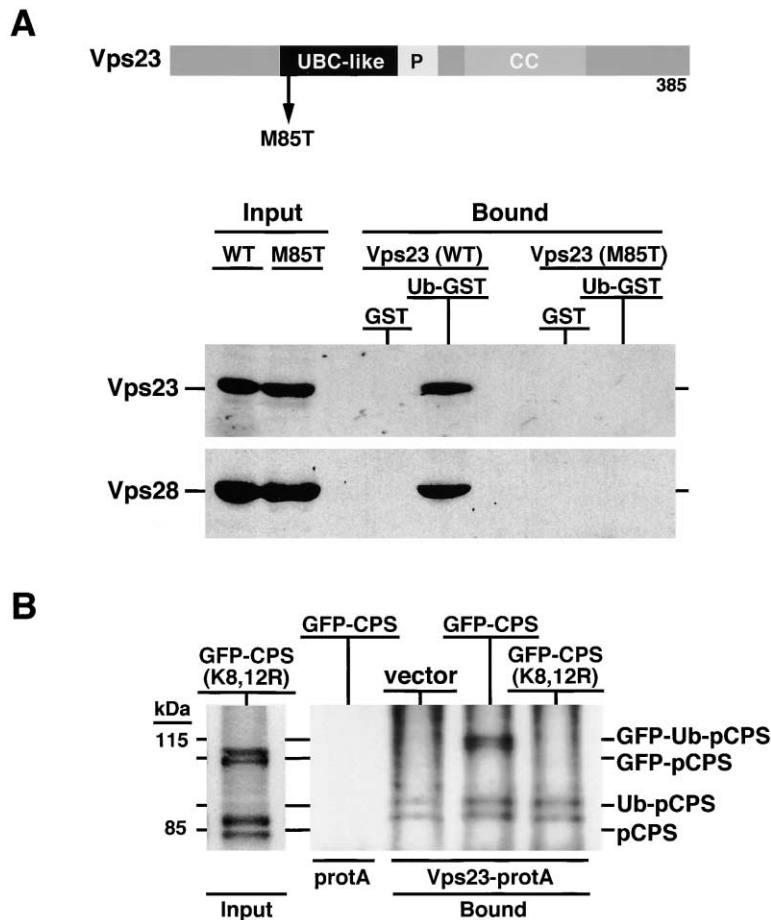 A
Vps23
UBC-like P CC
385
M85T
Input Bound
WT M85T Vps23 (WT) Vps23 (M85T)
Ub-GST Ub-GST
GST GST
Vps23
Vps28
B
GFP-CPS GFP-CPS
GFP-CPS (K8,12R) vector GFP-CPS (K8,12R)
kDa
115 GFP-Ub-pCPS
GFP-pCPS
Ub-pCPS
85 pCPS
protA Vps23-protA
Input Bound